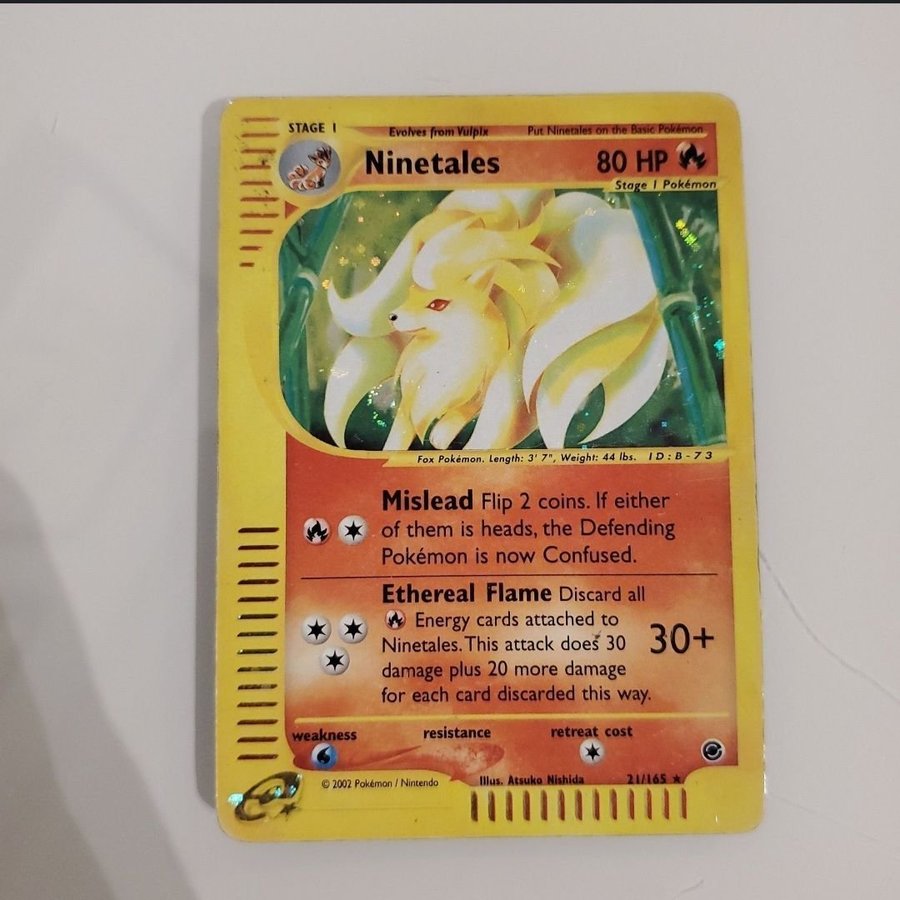 STAGE 1 Evolves from Vulpix Put Ninetales on the Basic Pokémon
Ninetales 80 HP
Stage 1 Pokémon
Fox Pokémon. Length: 3' 7", Weight: 44 lbs. ID:B-73
Mislead Flip 2 coins. If either
of them is heads, the Defending
Pokémon is now Confused.
Ethereal Flame Discard all
Energy cards attached to
Ninetales. This attack does 30
damage plus 20 more damage
for each card discarded this way.
30+
weakness resistance retreat cost
© 2002 Pokémon / Nintendo Illus. Atsuko Nishida 21/165 ★
e